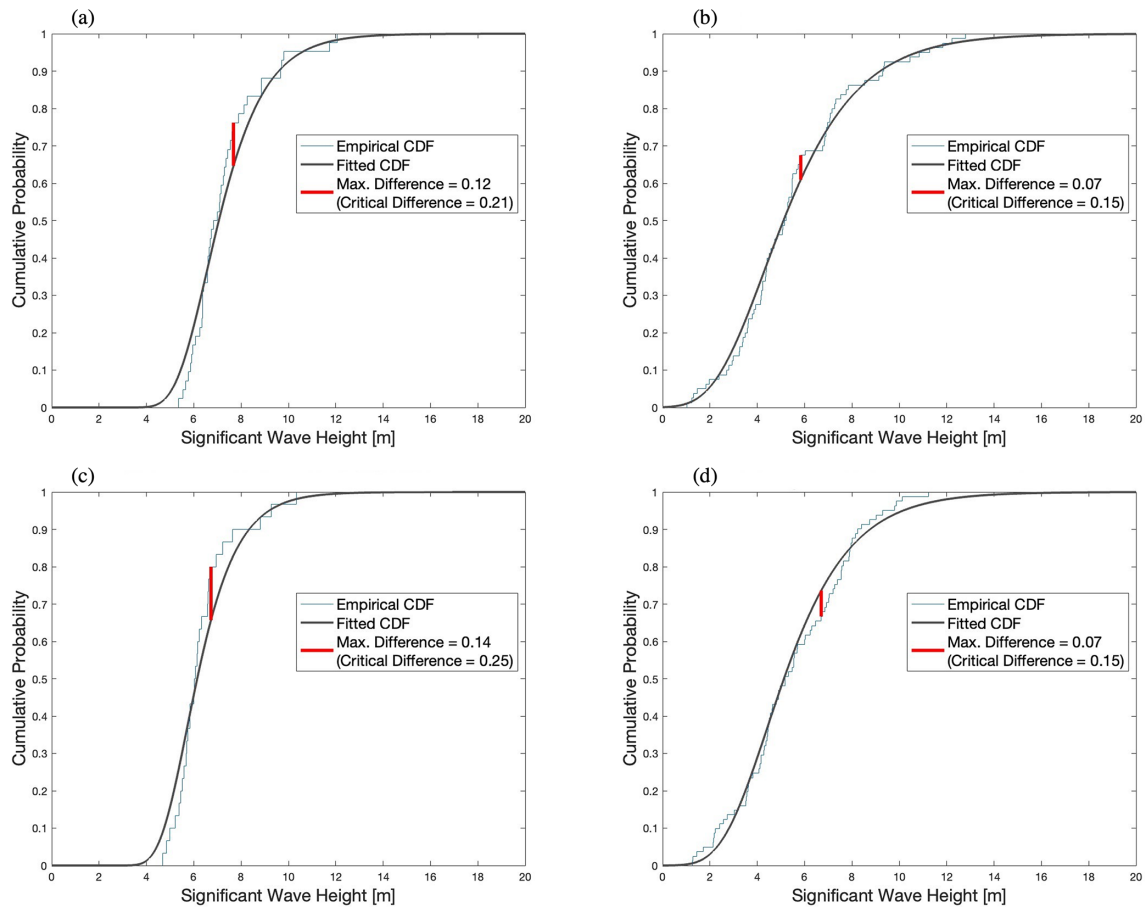 (a)
1
0.9
0.8
0.7
0.6
0.5
0.4
0.3
0.2
0.1
0
Cumulative Probability
Empirical CDF
Fitted CDF
Max. Difference = 0.12
(Critical Difference = 0.21)
0 2 4 6 8 10 12 14 16 18 20
Significant Wave Height [m]
(b)
1
0.9
0.8
0.7
0.6
0.5
0.4
0.3
0.2
0.1
0
Cumulative Probability
Empirical CDF
Fitted CDF
Max. Difference = 0.07
(Critical Difference = 0.15)
0 2 4 6 8 10 12 14 16 18 20
Significant Wave Height [m]
(c)
1
0.9
0.8
0.7
0.6
0.5
0.4
0.3
0.2
0.1
0
Cumulative Probability
Empirical CDF
Fitted CDF
Max. Difference = 0.14
(Critical Difference = 0.25)
0 2 4 6 8 10 12 14 16 18 20
Significant Wave Height [m]
(d)
1
0.9
0.8
0.7
0.6
0.5
0.4
0.3
0.2
0.1
0
Cumulative Probability
Empirical CDF
Fitted CDF
Max. Difference = 0.07
(Critical Difference = 0.15)
0 2 4 6 8 10 12 14 16 18 20
Significant Wave Height [m]